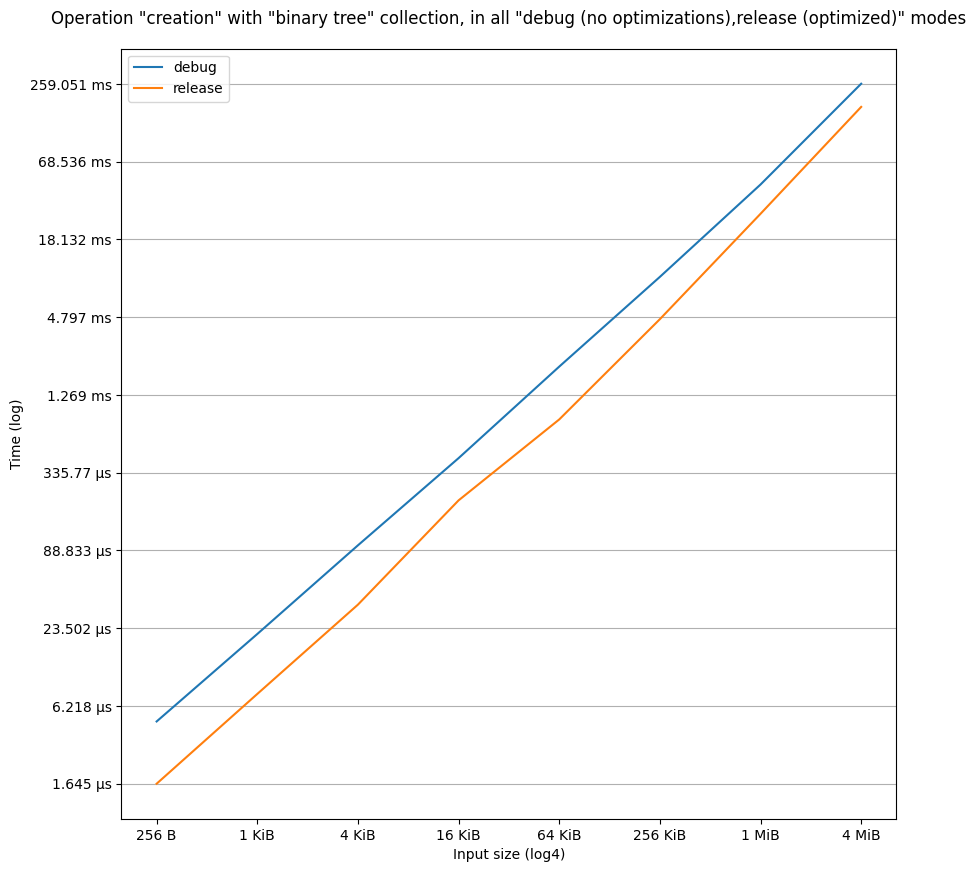 Operation "creation" with "binary tree" collection, in all "debug (no optimizations),release (optimized)" modes
debug
release
259.051 ms
68.536 ms
18.132 ms
4.797 ms
1.269 ms
335.77 µs
88.833 µs
23.502 µs
6.218 µs
1.645 µs
Time (log)
256 B 1 KiB 4 KiB 16 KiB 64 KiB 256 KiB 1 MiB 4 MiB
Input size (log4)